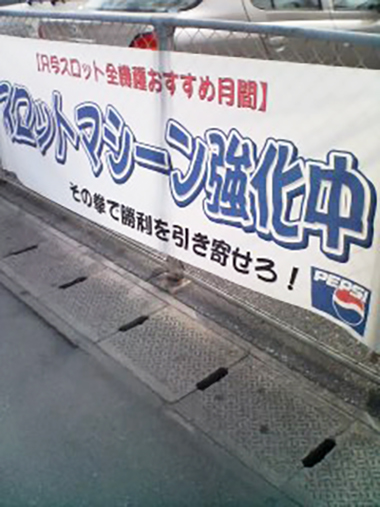 【只今スロット全機種おすすめ月間】
スロットマシーン強化中
その拳で勝利を引き寄せろ！
PEPSI